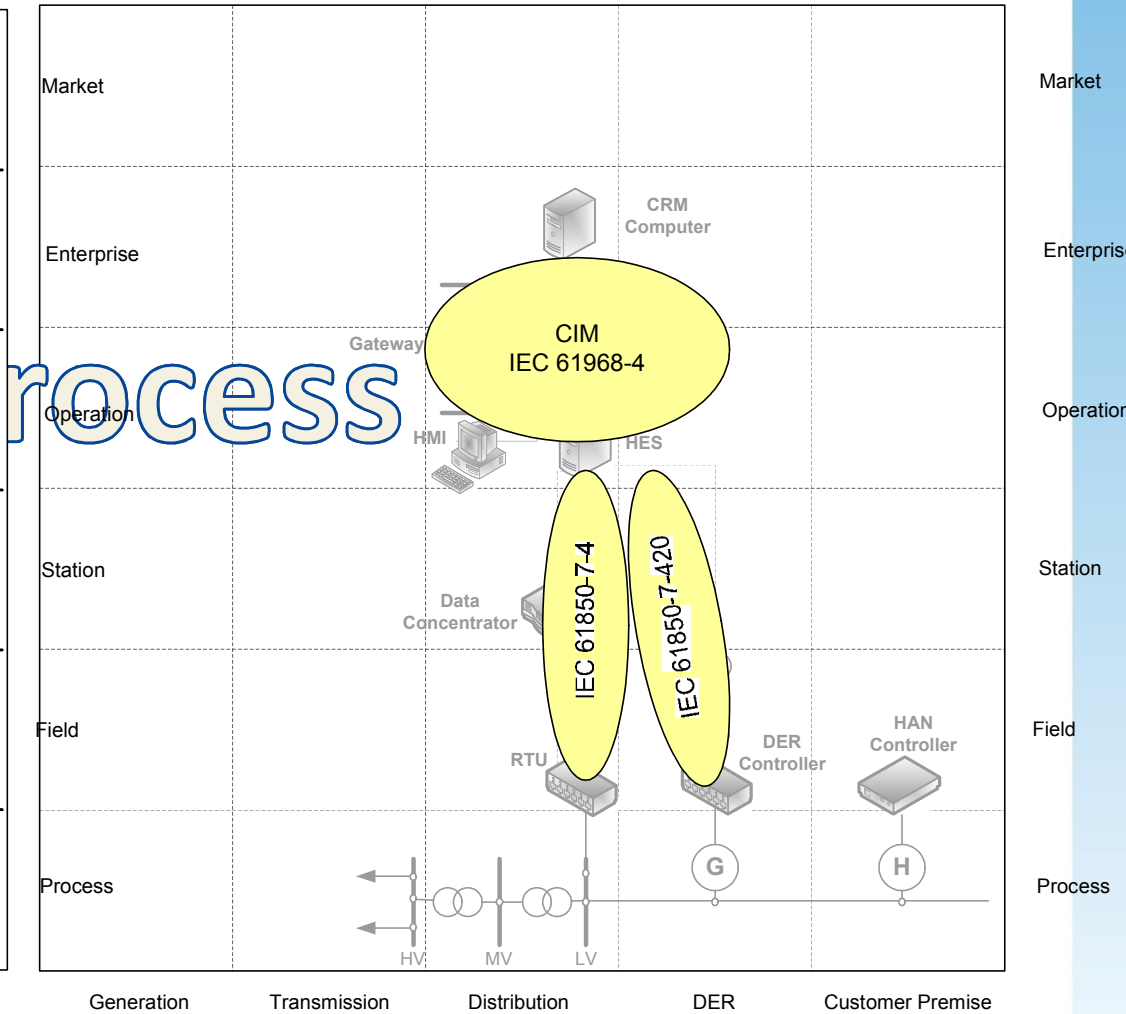 Market
Market
CRM
Computer
Enterprise
Enterprise
CIM
IEC 61968-4
Gateway
rocess
Operation
Operation
HMI
HES
IEC 61850-7-4
IEC 61850-7-420
Station
Station
Data
Concentrator
Field
Field
RTU
DER
Controller
HAN
Controller
G
H
Process
Process
HV
MV
LV
Generation
Transmission
Distribution
DER
Customer Premise